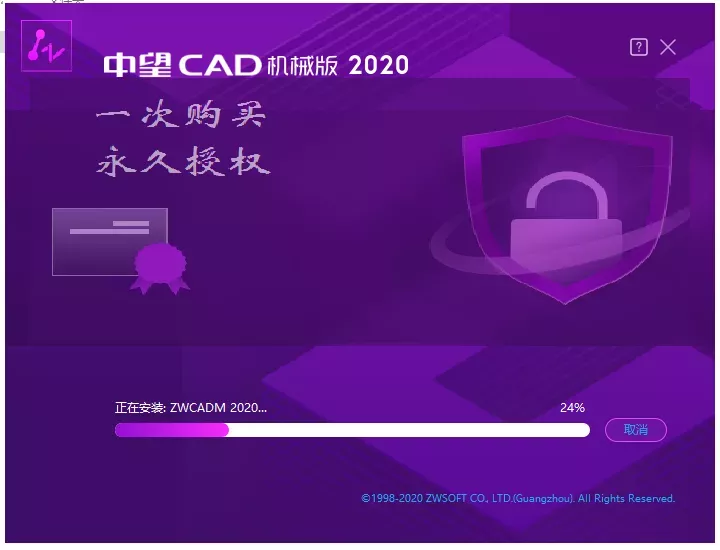 中望CAD 机械版 2020
一次购买
永久授权
正在安装: ZWCADM 2020...
24%
取消
©1998-2020 ZWSOFT CO., LTD.(Guangzhou). All Rights Reserved.